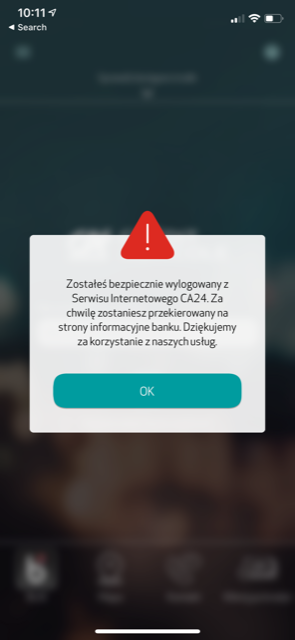 10:11
Search
Zostałeś bezpiecznie wylogowany z
Serwisu Internetowego CA24. Za
chwilę zostaniesz przekierowany na
strony informacyjne banku. Dziękujemy
za korzystanie z naszych usług.
OK